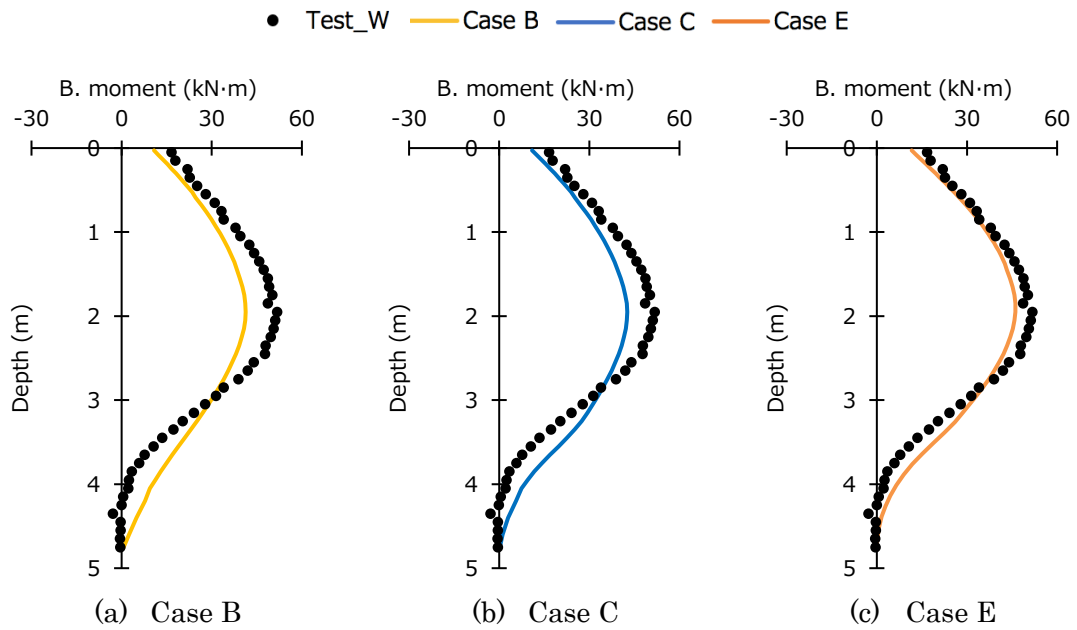 Test_W Case B Case C Case E
B. moment (kN·m) B. moment (kN·m) B. moment (kN·m)
-30 0 30 60 -30 0 30 60 -30 0 30 60
0 0 0
1 1 1
2 2 2
3 3 3
4 4 4
5 5 5
Depth (m) Depth (m) Depth (m)
(a) Case B (b) Case C (c) Case E